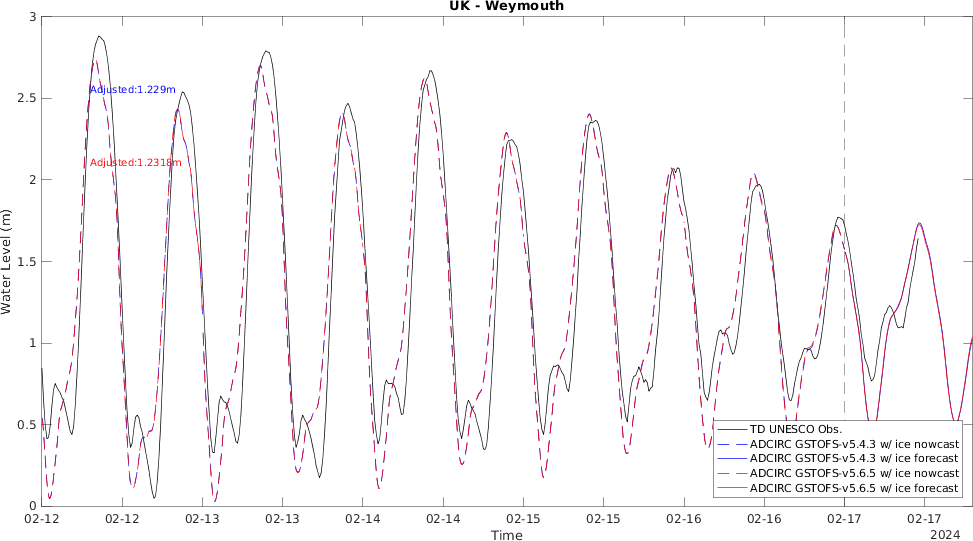 UK - Weymouth
3
2.5
2
1.5
1
0.5
0
Water Level (m)
Adjusted:1.229m
Adjusted:1.2318m
TD UNESCO Obs.
ADCIRC GSTOFS-v5.4.3 w/ ice nowcast
ADCIRC GSTOFS-v5.4.3 w/ ice forecast
ADCIRC GSTOFS-v5.6.5 w/ ice nowcast
ADCIRC GSTOFS-v5.6.5 w/ ice forecast
02-12 02-12 02-13 02-13 02-14 02-14 02-15 02-15 02-16 02-16 02-17 02-17
Time
2024